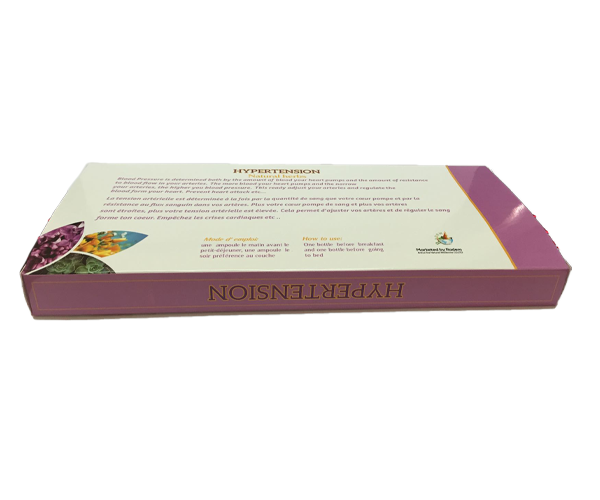 HYPERTENSION
Natural herbs
Blood Pressure is determined both by the amount of blood your heart pumps and the amount of resistance
to blood flow in your arteries. The more blood your heart pumps and the narrow
your arteries, the higher you blood pressure. This ready adjust your arteries and regulate the
blood form your heart. Prevent heart attack etc...
La tension artérielle est déterminée à la fois par la quantité de sang que votre cœur pompe et par la
résistance au flux sanguin dans vos artères. Plus votre cœur pompe de sang et plus vos artères
sont étroites, plus votre tension artérielle est élevée. Cela permet d'ajuster vos artères et de réguler le sang
forme ton coeur. Empêchez les crises cardiaques etc...
Mode d'emploi
une ampoule le matin avant le
petit-déjeuner, une ampoule le
soir préférence au couche
How to use:
One bottle before breakfast
and one bottle before going
to bed
Marketed by
HYPERTENSION